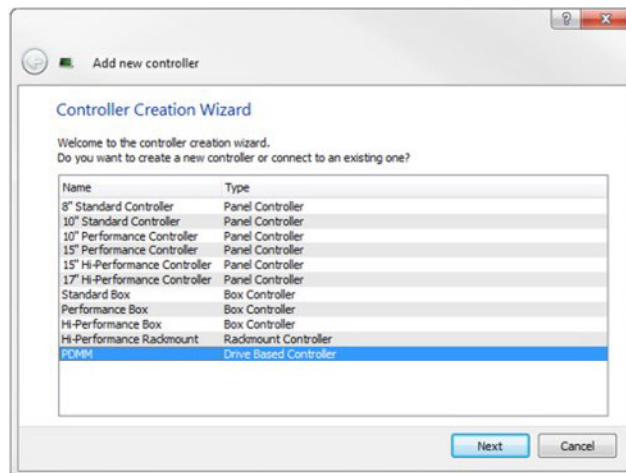 Add new controller
Controller Creation Wizard
Welcome to the controller creation wizard.
Do you want to create a new controller or connect to an existing one?
Name Type
8" Standard Controller Panel Controller
10" Standard Controller Panel Controller
10" Performance Controller Panel Controller
15" Performance Controller Panel Controller
15" Hi-Performance Controller Panel Controller
17" Hi-Performance Controller Panel Controller
Standard Box Box Controller
Performance Box Box Controller
Hi-Performance Box Box Controller
Hi-Performance Rackmount Rackmount Controller
PDMM Drive Based Controller
Next Cancel